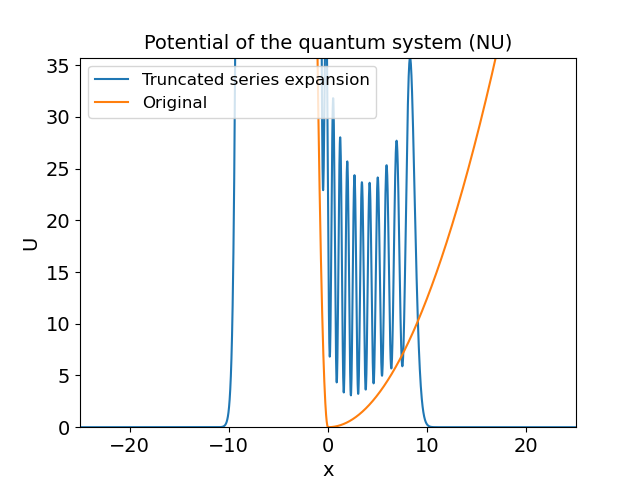 Potential of the quantum system (NU)
Truncated series expansion
Original
U
35
30
25
20
15
10
5
0
−20
−10
0
10
20
x